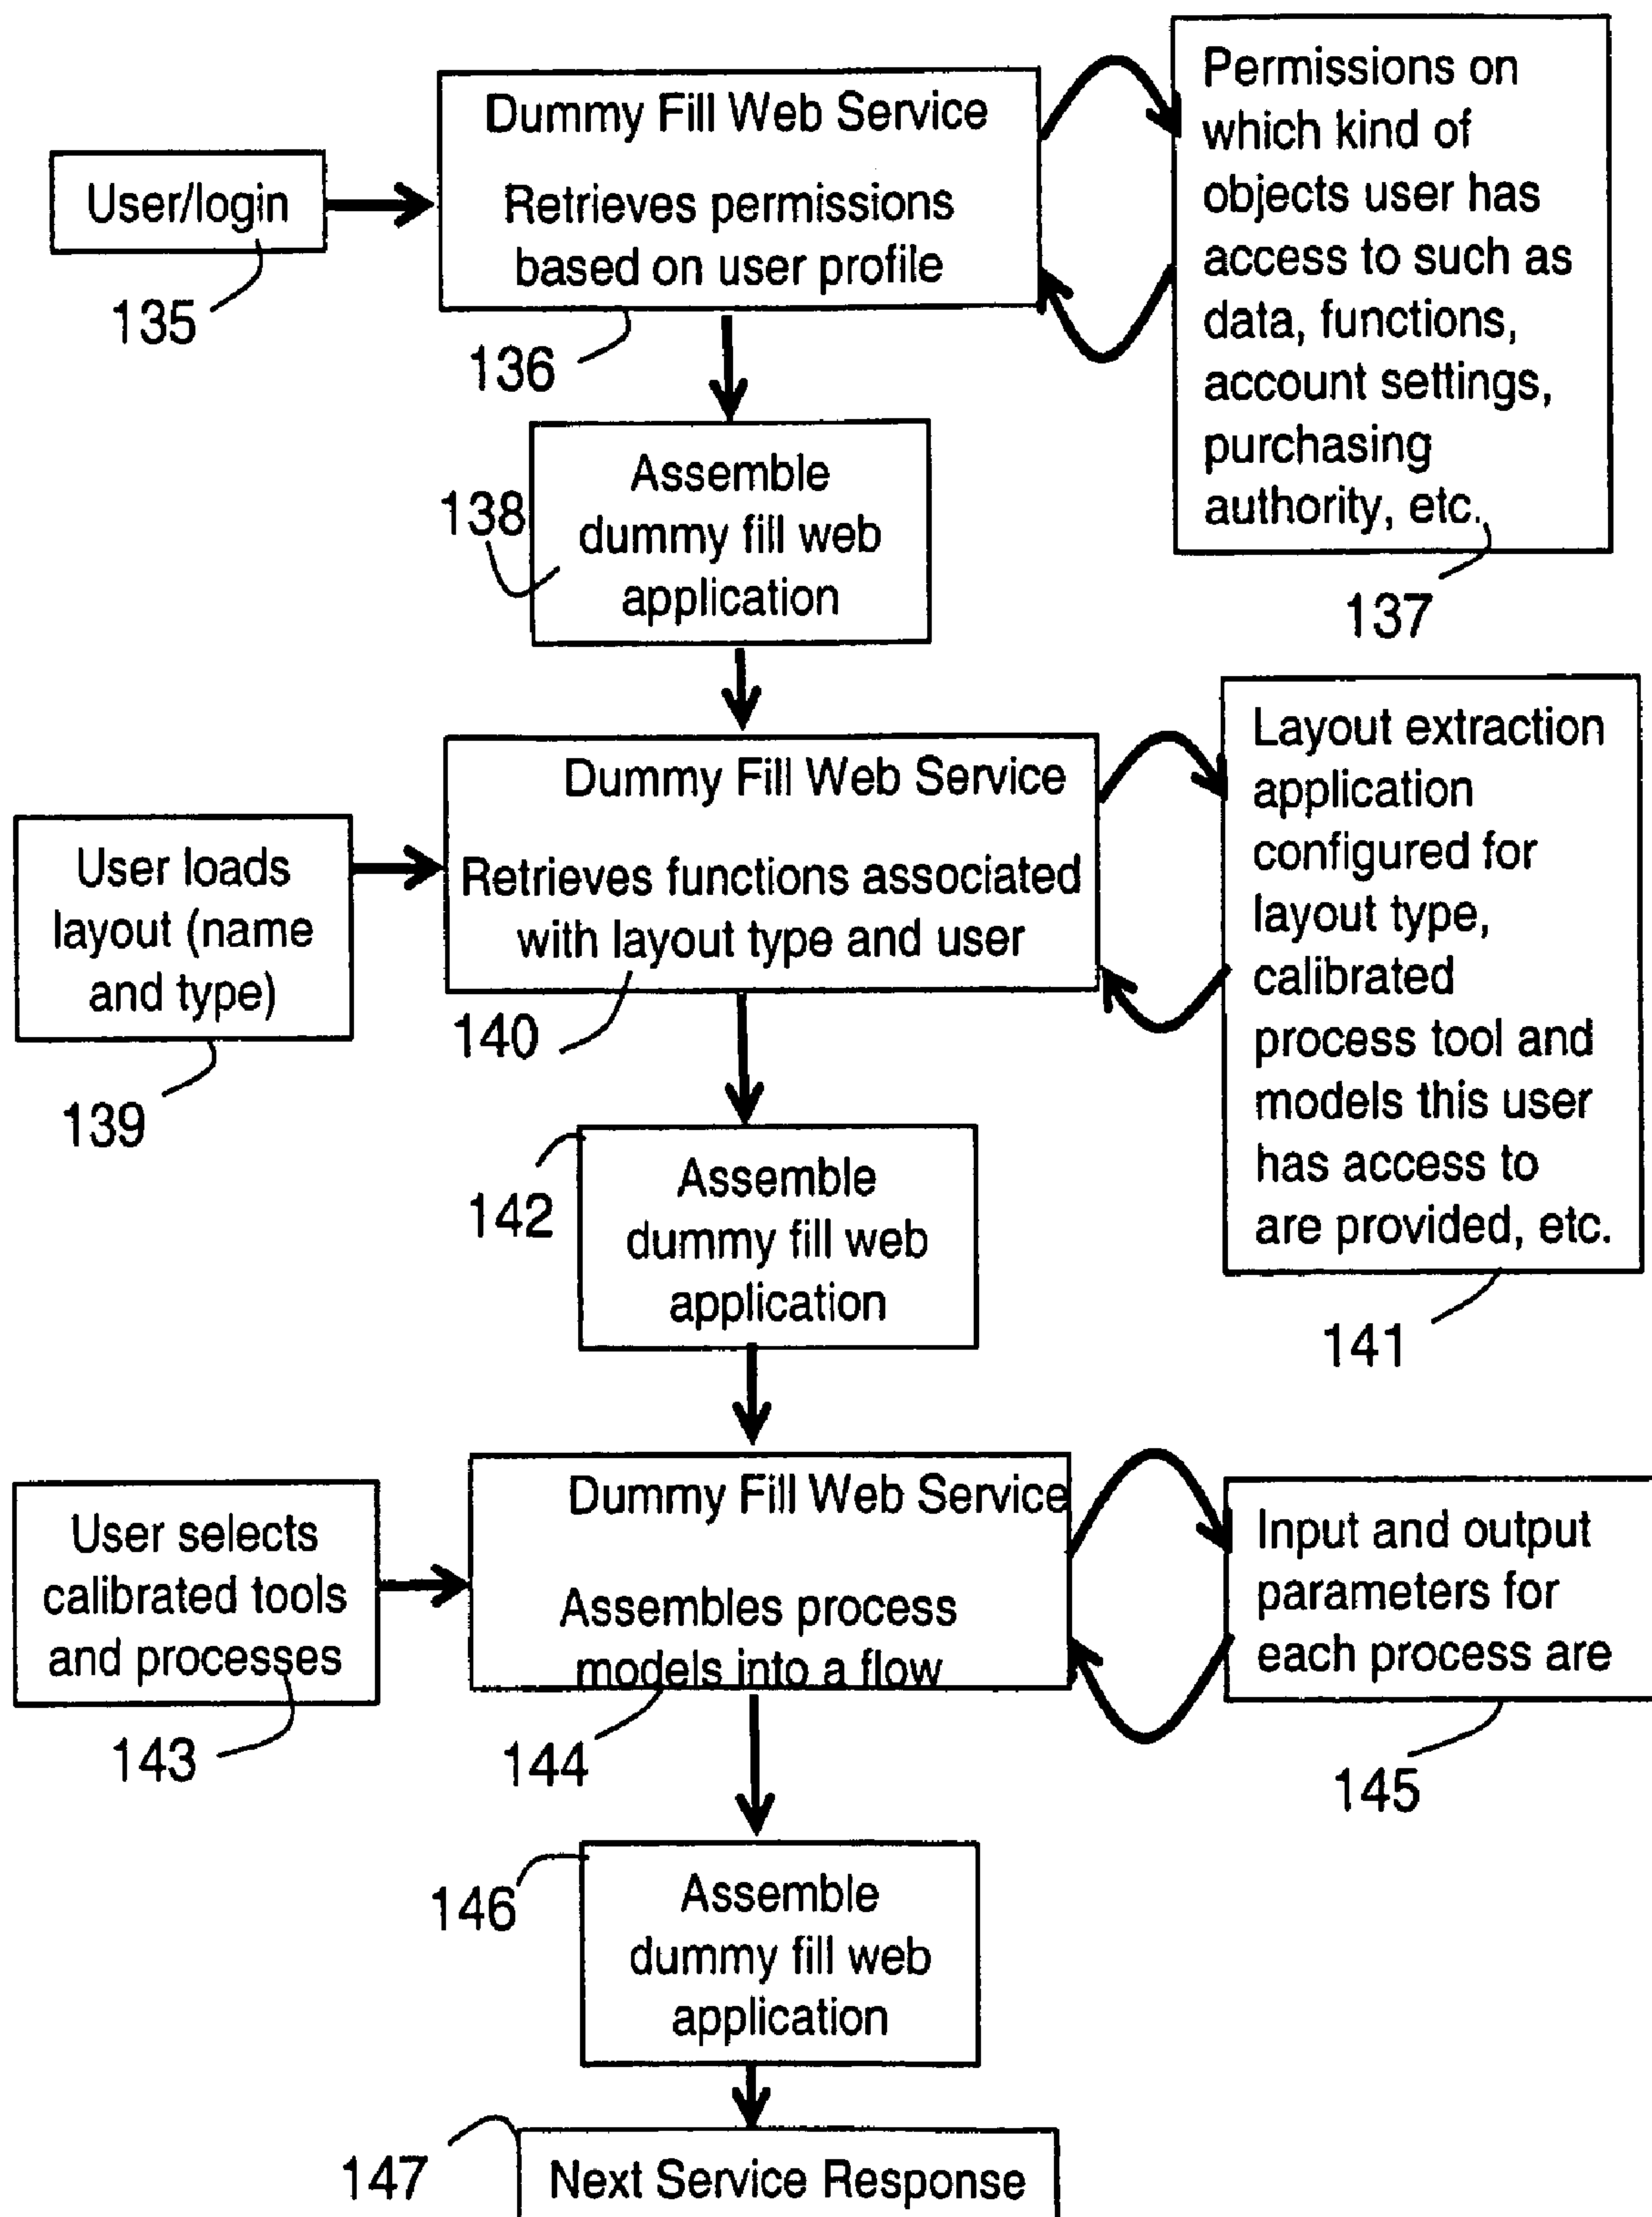 User/login
135
Dummy Fill Web Service
Retrieves permissions
based on user profile
136
Permissions on
which kind of
objects user has
access to such as
data, functions,
account settings,
purchasing
authority, etc.
137
138
Assemble
dummy fill web
application
User loads
layout (name
and type)
139
Dummy Fill Web Service
Retrieves functions associated
with layout type and user
140
Layout extraction
application
configured for
layout type,
calibrated
process tool and
models this user
has access to
are provided, etc.
141
142
Assemble
dummy fill web
application
User selects
calibrated tools
and processes
143
Dummy Fill Web Service
Assembles process
models into a flow
144
Input and output
parameters for
each process are
145
146
Assemble
dummy fill web
application
147
Next Service Response